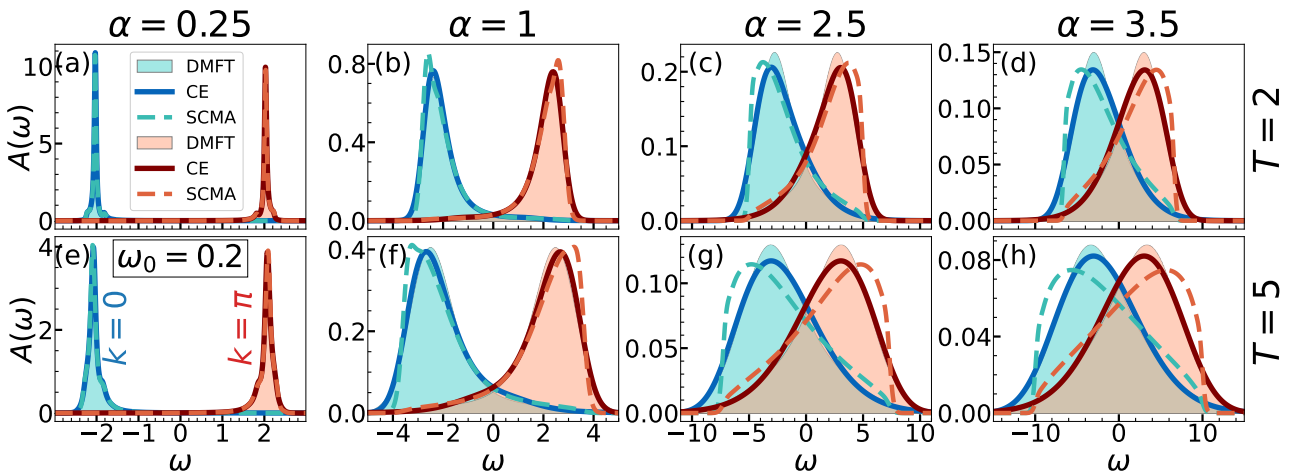 α = 0.25
α = 1
α = 2.5
α = 3.5
(a)
DMFT
CE
SCMA
DMFT
CE
SCMA
A(ω)
10
5
0
(b)
0.8
0.4
0.0
(c)
0.2
0.1
0.0
(d)
0.15
0.10
0.05
0.00
T = 2
(e)
ω₀ = 0.2
k = 0
k = π
A(ω)
4
2
0
−2 −1 0 1 2
ω
(f)
0.4
0.2
0.0
−4 −2 0 2 4
ω
(g)
0.10
0.05
0.00
−10 −5 0 5 10
ω
(h)
0.08
0.04
0.00
−10 0 10
ω
T = 5